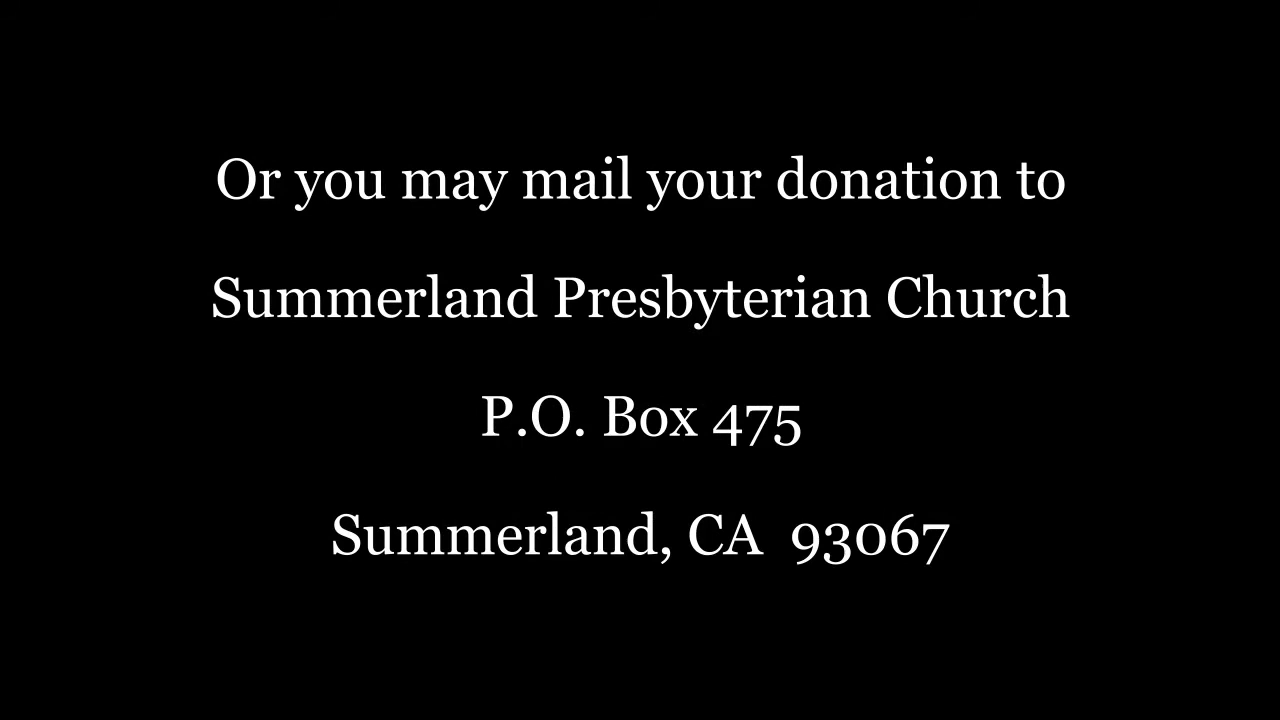 Or you may mail your donation to
Summerland Presbyterian Church
P.O. Box 475
Summerland, CA  93067